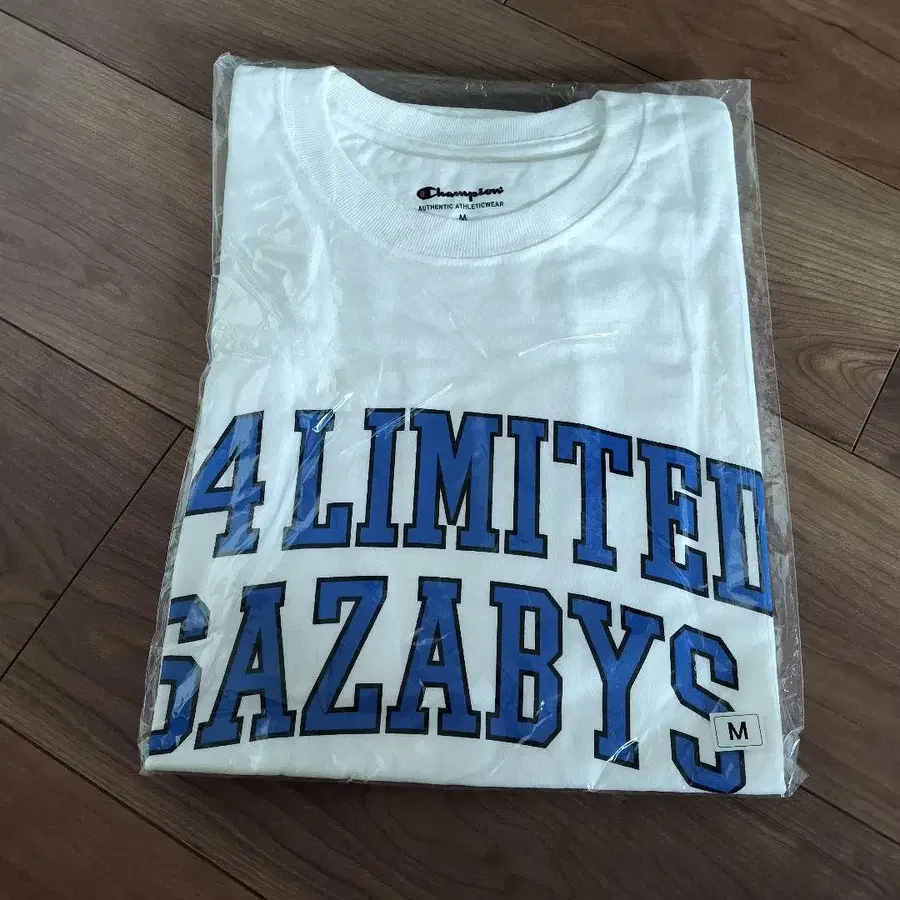 Champion
AUTHENTIC ATHLETICWEAR
M
4LIMITED
SAZABYS
M